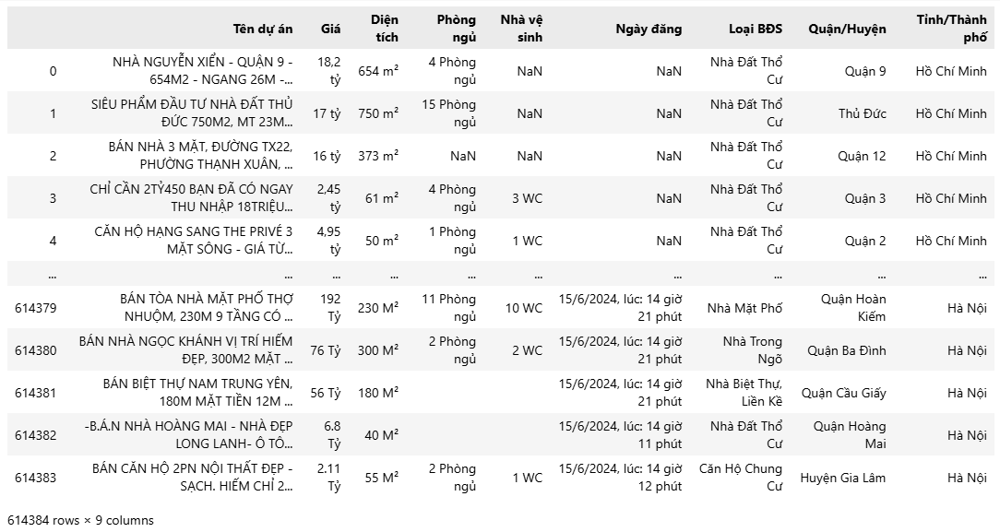 Tên dự án Giá Diện tích Phòng ngủ Nhà vệ sinh Ngày đăng Loại BĐS Quận/Huyện Tỉnh/Thành phố
0 NHÀ NGUYỄN XIỂN - QUẬN 9 - 654M2 - NGANG 26M -... 18,2 tỷ 654 m² 4 Phòng ngủ NaN NaN Nhà Đất Thổ Cư Quận 9 Hồ Chí Minh
1 SIÊU PHẨM ĐẦU TƯ NHÀ ĐẤT THỦ ĐỨC 750M2, MT 23M... 17 tỷ 750 m² 15 Phòng ngủ NaN NaN Nhà Đất Thổ Cư Thủ Đức Hồ Chí Minh
2 BÁN NHÀ 3 MẶT, ĐƯỜNG TX22, PHƯỜNG THẠNH XUÂN, ... 16 tỷ 373 m² NaN NaN NaN Nhà Đất Thổ Cư Quận 12 Hồ Chí Minh
3 CHỈ CẦN 2TỶ450 BẠN ĐÃ CÓ NGAY THU NHẬP 18TRIỆU... 2,45 tỷ 61 m² 4 Phòng ngủ 3 WC NaN Nhà Đất Thổ Cư Quận 3 Hồ Chí Minh
4 CĂN HỘ HẠNG SANG THE PRIVÉ 3 MẶT SÔNG - GIÁ TỪ... 4,95 tỷ 50 m² 1 Phòng ngủ 1 WC NaN Nhà Đất Thổ Cư Quận 2 Hồ Chí Minh
... ... ... ... ... ... ... ... ... ...
614379 BÁN TÒA NHÀ MẶT PHỐ THỢ NHUỘM, 230M 9 TẦNG CÓ ... 192 Tỷ 230 M² 11 Phòng ngủ 10 WC 15/6/2024, lúc: 14 giờ 21 phút Nhà Mặt Phố Quận Hoàn Kiếm Hà Nội
614380 BÁN NHÀ NGỌC KHÁNH VỊ TRÍ HIẾM ĐẸP, 300M2 MẶT ... 76 Tỷ 300 M² 2 Phòng ngủ 2 WC 15/6/2024, lúc: 14 giờ 21 phút Nhà Trong Ngõ Quận Ba Đình Hà Nội
614381 BÁN BIỆT THỰ NAM TRUNG YÊN, 180M MẶT TIỀN 12M ... 56 Tỷ 180 M² 15/6/2024, lúc: 14 giờ 21 phút Nhà Biệt Thự, Liền Kề Quận Cầu Giấy Hà Nội
614382 -B.Á.N NHÀ HOÀNG MAI - NHÀ ĐẸP LONG LANH- Ô TÔ... 6.8 Tỷ 40 M² 15/6/2024, lúc: 14 giờ 11 phút Nhà Đất Thổ Cư Quận Hoàng Mai Hà Nội
614383 BÁN CĂN HỘ 2PN NỘI THẤT ĐẸP - SẠCH. HIẾM CHỈ 2... 2.11 Tỷ 55 M² 2 Phòng ngủ 1 WC 15/6/2024, lúc: 14 giờ 12 phút Căn Hộ Chung Cư Huyện Gia Lâm Hà Nội
614384 rows × 9 columns